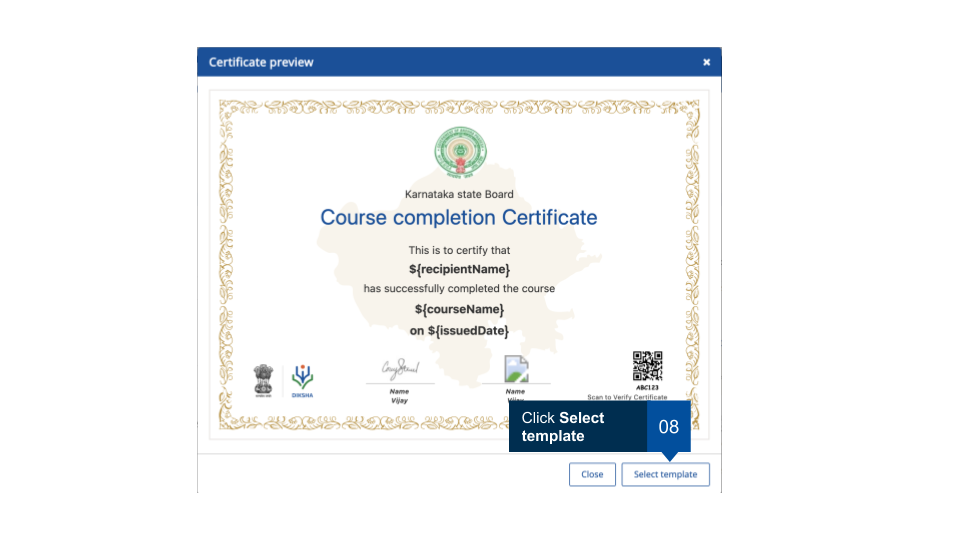 Certificate preview
×
Karnataka state Board
Course completion Certificate
This is to certify that
${recipientName}
has successfully completed the course
${courseName}
on ${issuedDate}
DIKSHA
Name
Vijay
Name
Vijay
ABC123
Scan to Verify Certificate
Click Select
template
08
Close
Select template